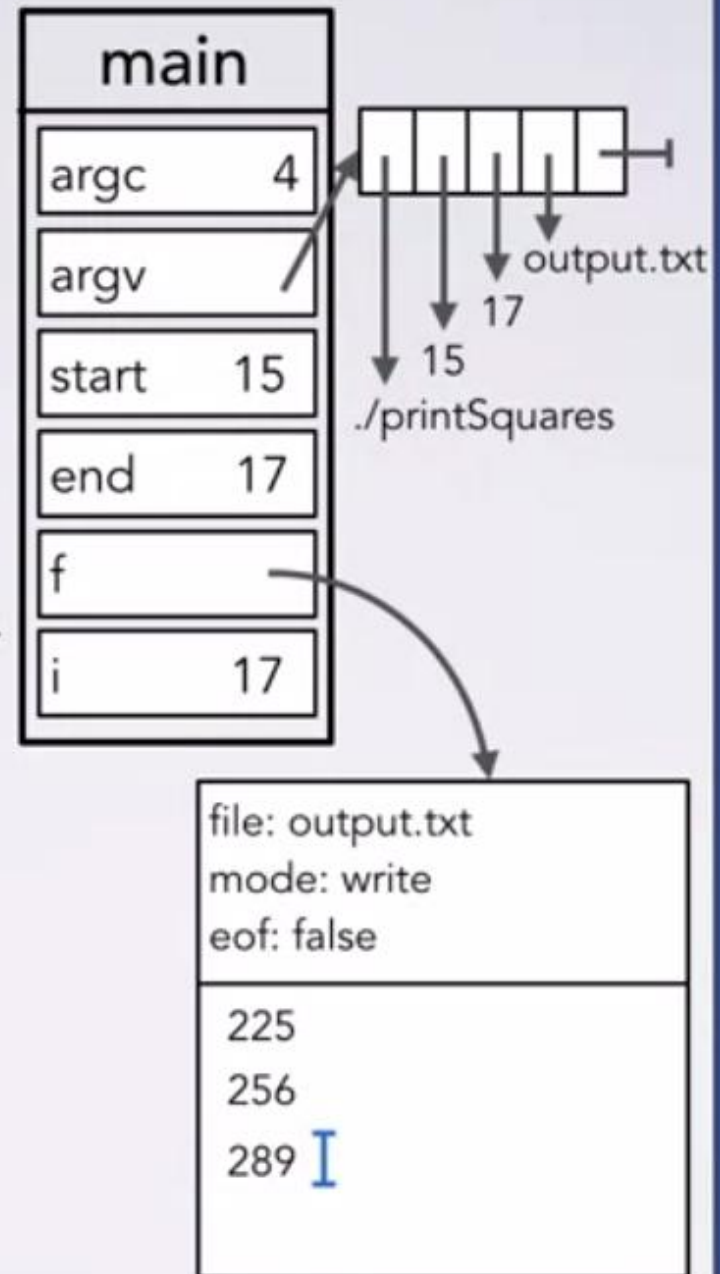 main
argc 4
argv
start 15
end 17
f
i 17
output.txt
17
15
./printSquares
file: output.txt
mode: write
eof: false
225
256
289